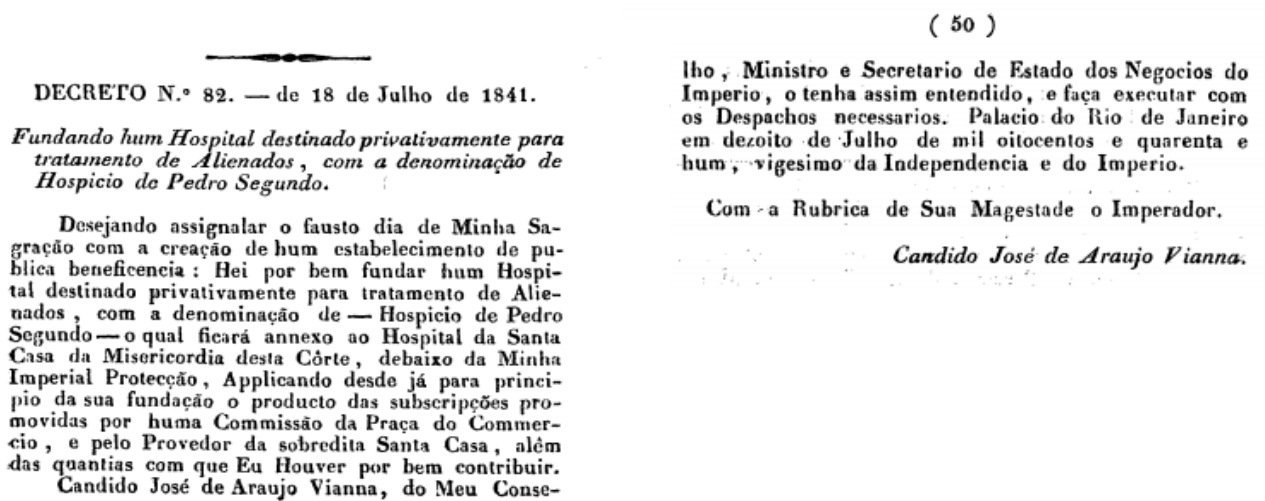 DECRETO N.º 82. — de 18 de Julho de 1841.
Fundando hum Hospital destinado privativamente para
tratamento de Alienados, com a denominação de
Hospicio de Pedro Segundo.
Desejando assignalar o fausto dia de Minha Sa-
gração com a creação de hum estabelecimento de pu-
blica beneficencia : Hei por bem fundar hum Hospi-
tal destinado privativamente para tratamento de Alie-
nados, com a denominação de — Hospicio de Pedro
Segundo — o qual ficará annexo ao Hospital da Santa
Casa da Misericordia desta Côrte, debaixo da Minha
Imperial Protecção, Applicando desde já para princi-
pio da sua fundação o producto das subscripções pro-
movidas por huma Commissão da Praça do Commer-
cio, e pelo Provedor da sobredita Santa Casa, alêm
das quantias com que Eu Houver por bem contribuir.
Candido José de Araujo Vianna, do Meu Conse-
( 50 )
lho, Ministro e Secretario de Estado dos Negocios do
Imperio, o tenha assim entendido, e faça executar com
os Despachos necessarios. Palacio do Rio de Janeiro
em dezoito de Julho de mil oitocentos e quarenta e
hum, vigesimo da Independencia e do Imperio.
Com a Rubrica de Sua Magestade o Imperador.
Candido José de Araujo Vianna.